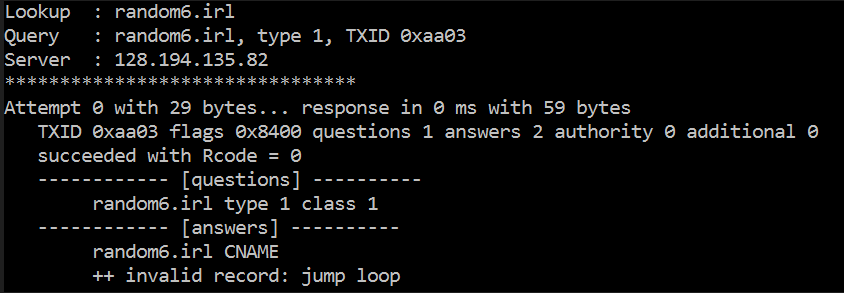 Lookup  : random6.irl
Query   : random6.irl, type 1, TXID 0xaa03
Server  : 128.194.135.82
********************************
Attempt 0 with 29 bytes... response in 0 ms with 59 bytes
   TXID 0xaa03 flags 0x8400 questions 1 answers 2 authority 0 additional 0
   succeeded with Rcode = 0
   ------------ [questions] ----------
        random6.irl type 1 class 1
   ------------ [answers] ----------
        random6.irl CNAME
        ++ invalid record: jump loop